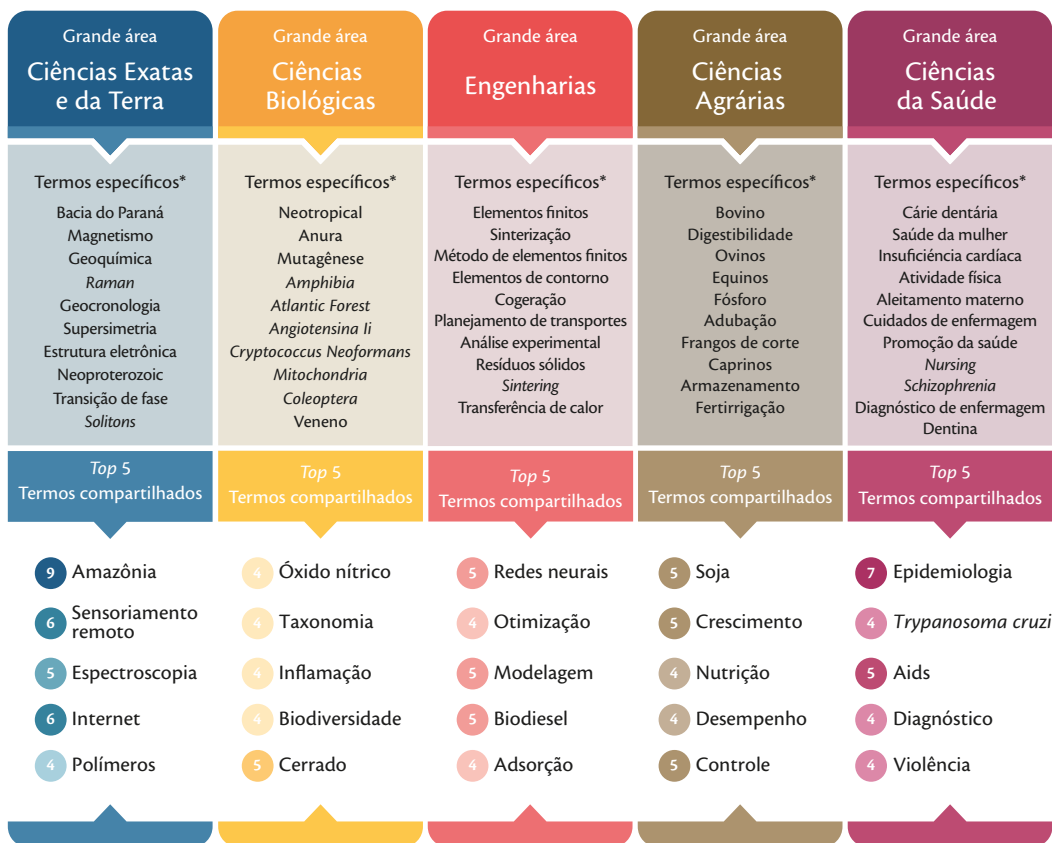 Grande área
Ciências Exatas
e da Terra
Termos específicos*
Bacia do Paraná
Magnetismo
Geoquímica
Raman
Geocronologia
Supersimetria
Estrutura eletrônica
Neoproterozoic
Transição de fase
Solitons
Top 5
Termos compartilhados
9 Amazônia
6 Sensoriamento
remoto
5 Espectroscopia
6 Internet
4 Polímeros
Grande área
Ciências
Biológicas
Termos específicos*
Neotropical
Anura
Mutagênese
Amphibia
Atlantic Forest
Angiotensina Ii
Cryptococcus Neoformans
Mitochondria
Coleoptera
Veneno
Top 5
Termos compartilhados
4 Óxido nítrico
4 Taxonomia
4 Inflamação
4 Biodiversidade
5 Cerrado
Grande área
Engenharias
Termos específicos*
Elementos finitos
Sinterização
Método de elementos finitos
Elementos de contorno
Cogeração
Planejamento de transportes
Análise experimental
Resíduos sólidos
Sintering
Transferência de calor
Top 5
Termos compartilhados
5 Redes neurais
4 Otimização
5 Modelagem
5 Biodiesel
4 Adsorção
Grande área
Ciências
Agrárias
Termos específicos*
Bovino
Digestibilidade
Ovinos
Equinos
Fósforo
Adubação
Frangos de corte
Caprinos
Armazenamento
Fertirrigação
Top 5
Termos compartilhados
5 Soja
5 Crescimento
4 Nutrição
4 Desempenho
5 Controle
Grande área
Ciências
da Saúde
Termos específicos*
Cárie dentária
Saúde da mulher
Insuficiéncia cardíaca
Atividade física
Aleitamento materno
Cuidados de enfermagem
Promoção da saúde
Nursing
Schizophrenia
Diagnóstico de enfermagem
Dentina
Top 5
Termos compartilhados
7 Epidemiologia
4 Trypanosoma cruzi
5 Aids
4 Diagnóstico
4 Violência